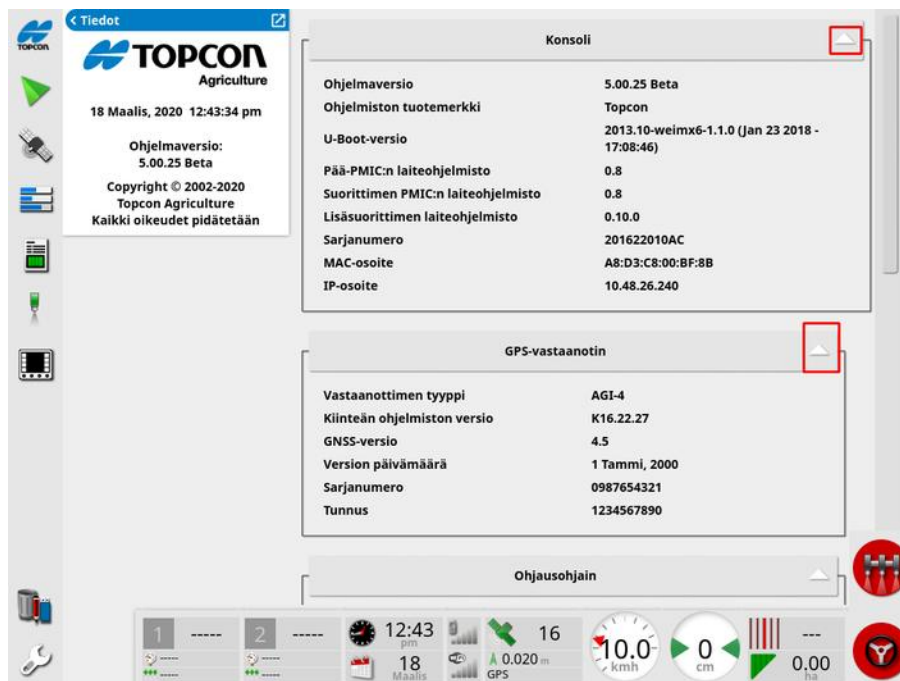 TOPCON
< Tiedot
TOPCON
Agriculture
18 Maalis, 2020 12:43:34 pm
Ohjelmaversio:
5.00.25 Beta
Copyright © 2002-2020
Topcon Agriculture
Kaikki oikeudet pidätetään
Konsoli
Ohjelmaversio 5.00.25 Beta
Ohjelmiston tuotemerkki Topcon
U-Boot-versio 2013.10-weimx6-1.1.0 (Jan 23 2018 -
17:08:46)
Pää-PMIC:n laiteohjelmisto 0.8
Suorittimen PMIC:n laiteohjelmisto 0.8
Lisäsuorittimen laiteohjelmisto 0.10.0
Sarjanumero 201622010AC
MAC-osoite A8:D3:C8:00:BF:8B
IP-osoite 10.48.26.240
GPS-vastaanotin
Vastaanottimen tyyppi AGI-4
Kiinteän ohjelmiston versio K16.22.27
GNSS-versio 4.5
Version päivämäärä 1 Tammi, 2000
Sarjanumero 0987654321
Tunnus 1234567890
Ohjausohjain
1 ----- 2 ----- 12:43 16 10.0 0 ---
pm
----- ----- 18 WiFi 0.020 m kmh cm 0.00
----- ----- Maalis GPS ha